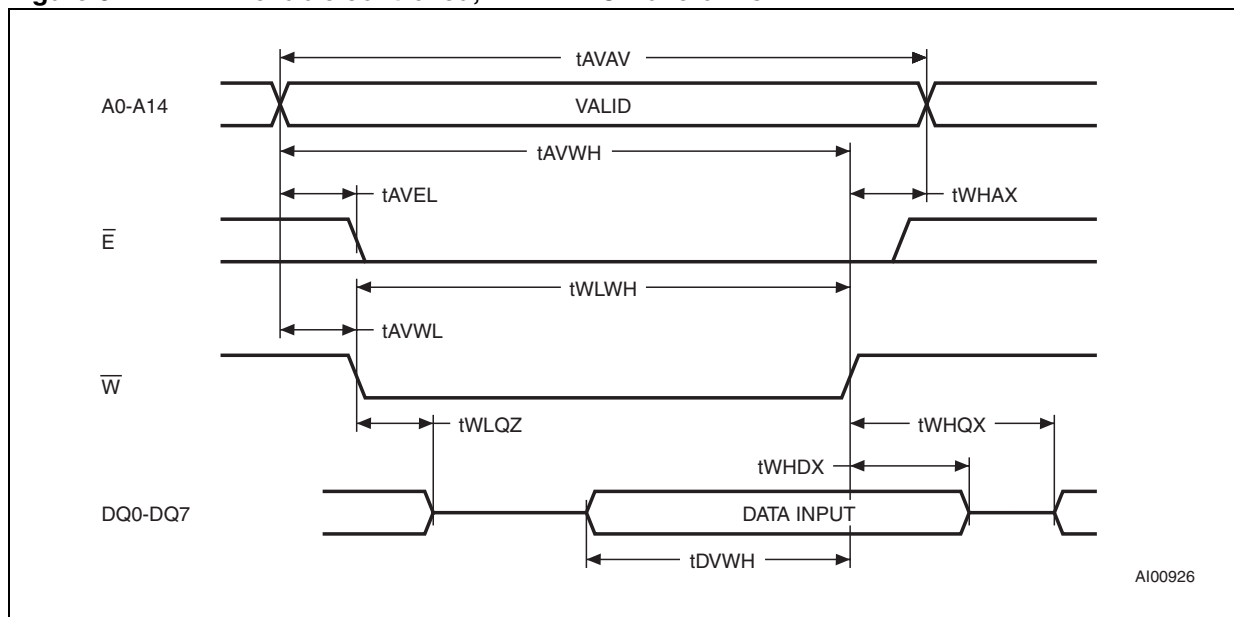 tAVAV
A0-A14
VALID
tAVWH
tAVEL
tWHAX
E
tWLWH
tAVWL
W
tWLQZ
tWHQX
tWHDX
DQ0-DQ7
DATA INPUT
tDVWH
AI00926